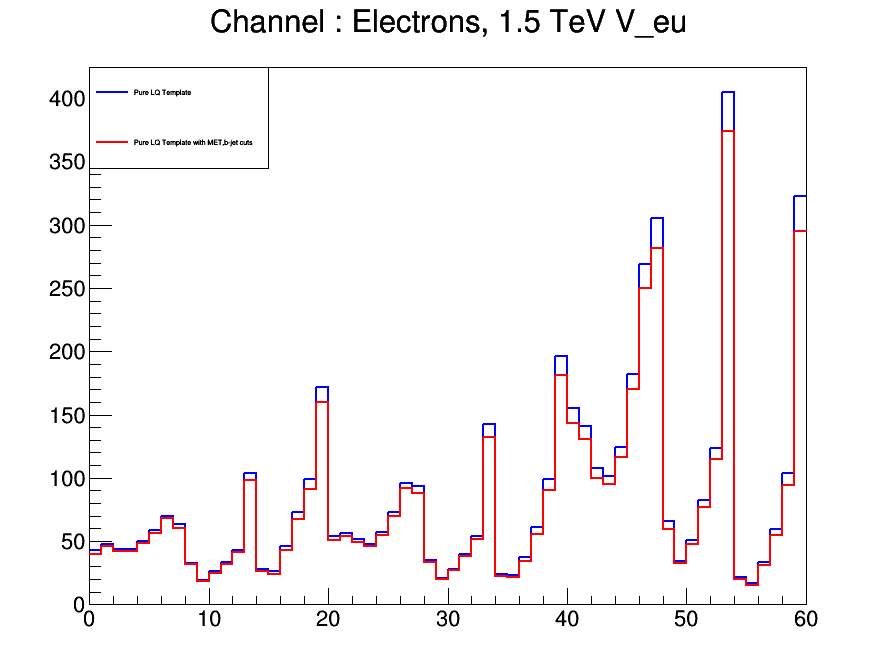 Channel : Electrons, 1.5 TeV V_eu
Pure LQ Template
Pure LQ Template with MET,b-jet cuts
400
350
300
250
200
150
100
50
0
0 10 20 30 40 50 60